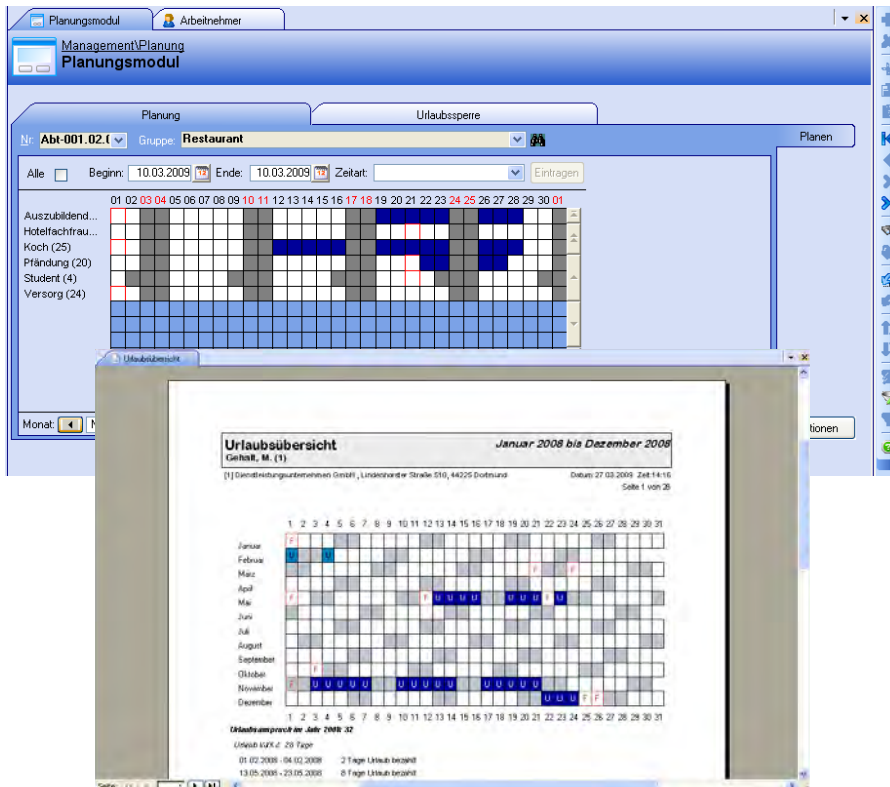 Planungsmodul Arbeitnehmer
Management\Planung
Planungsmodul
Planung Urlaubssperre
Nr: Abt-001.02.( Gruppe: Restaurant Planen
Alle Beginn: 10.03.2009 Ende: 10.03.2009 Zeitart: Eintragen
01 02 03 04 05 06 07 08 09 10 11 12 13 14 15 16 17 18 19 20 21 22 23 24 25 26 27 28 29 30 01
Auszubildend...
Hotelfachfrau...
Koch (25)
Pfändung (20)
Student (4)
Versorg (24)
Monat: tionen
Urlaubsübersicht
Urlaubsübersicht Januar 2008 bis Dezember 2008
Gehalt, M. (1)
[1] Dienstleistungsunternehmen GmbH , Lindenhorster Straße 510, 44225 Dortmund Datum 27.03.2009 Zeit 14:16
Seite 1 von 28
1 2 3 4 5 6 7 8 9 10 11 12 13 14 15 16 17 18 19 20 21 22 23 24 25 26 27 28 29 30 31
Januar F
Februar U U
März F F
April
Mai F F U U U U U U U F U
Juni
Juli
August
September
Oktober F
November F U U U U U U U U U U U U U U U
Dezember U U U F F
1 2 3 4 5 6 7 8 9 10 11 12 13 14 15 16 17 18 19 20 21 22 23 24 25 26 27 28 29 30 31
Urlaubsanspruch im Jahr 2008: 32
Urlaub lfd.J.: 28 Tage
01.02.2008 - 04.02.2008 2 Tage Urlaub bezahlt
13.05.2008 - 23.05.2008 8 Tage Urlaub bezahlt